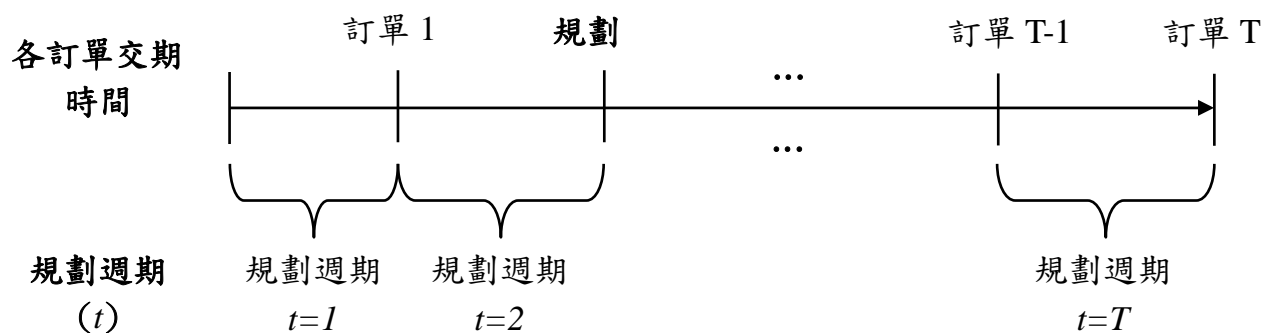 各訂單交期
時間
訂單 1
規劃
訂單 T-1
訂單 T
...
...
規劃週期
(t)
規劃週期
t=1
規劃週期
t=2
規劃週期
t=T